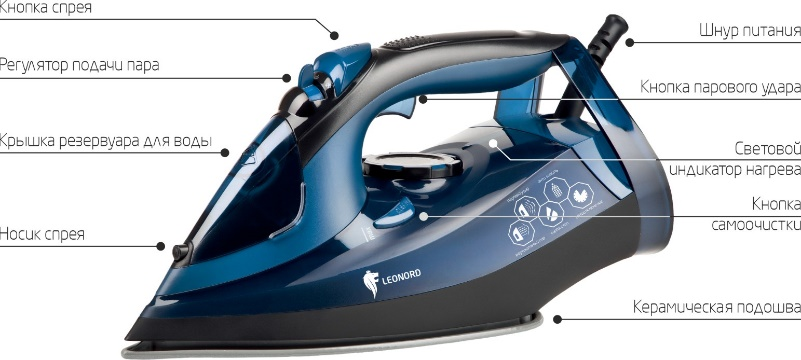 Кнопка спрея
Регулятор подачи пара
Крышка резервуара для воды
Носик спрея
Шнур питания
Кнопка парового удара
Световой
индикатор нагрева
Кнопка
самоочистки
Керамическая подошва
LEONORD